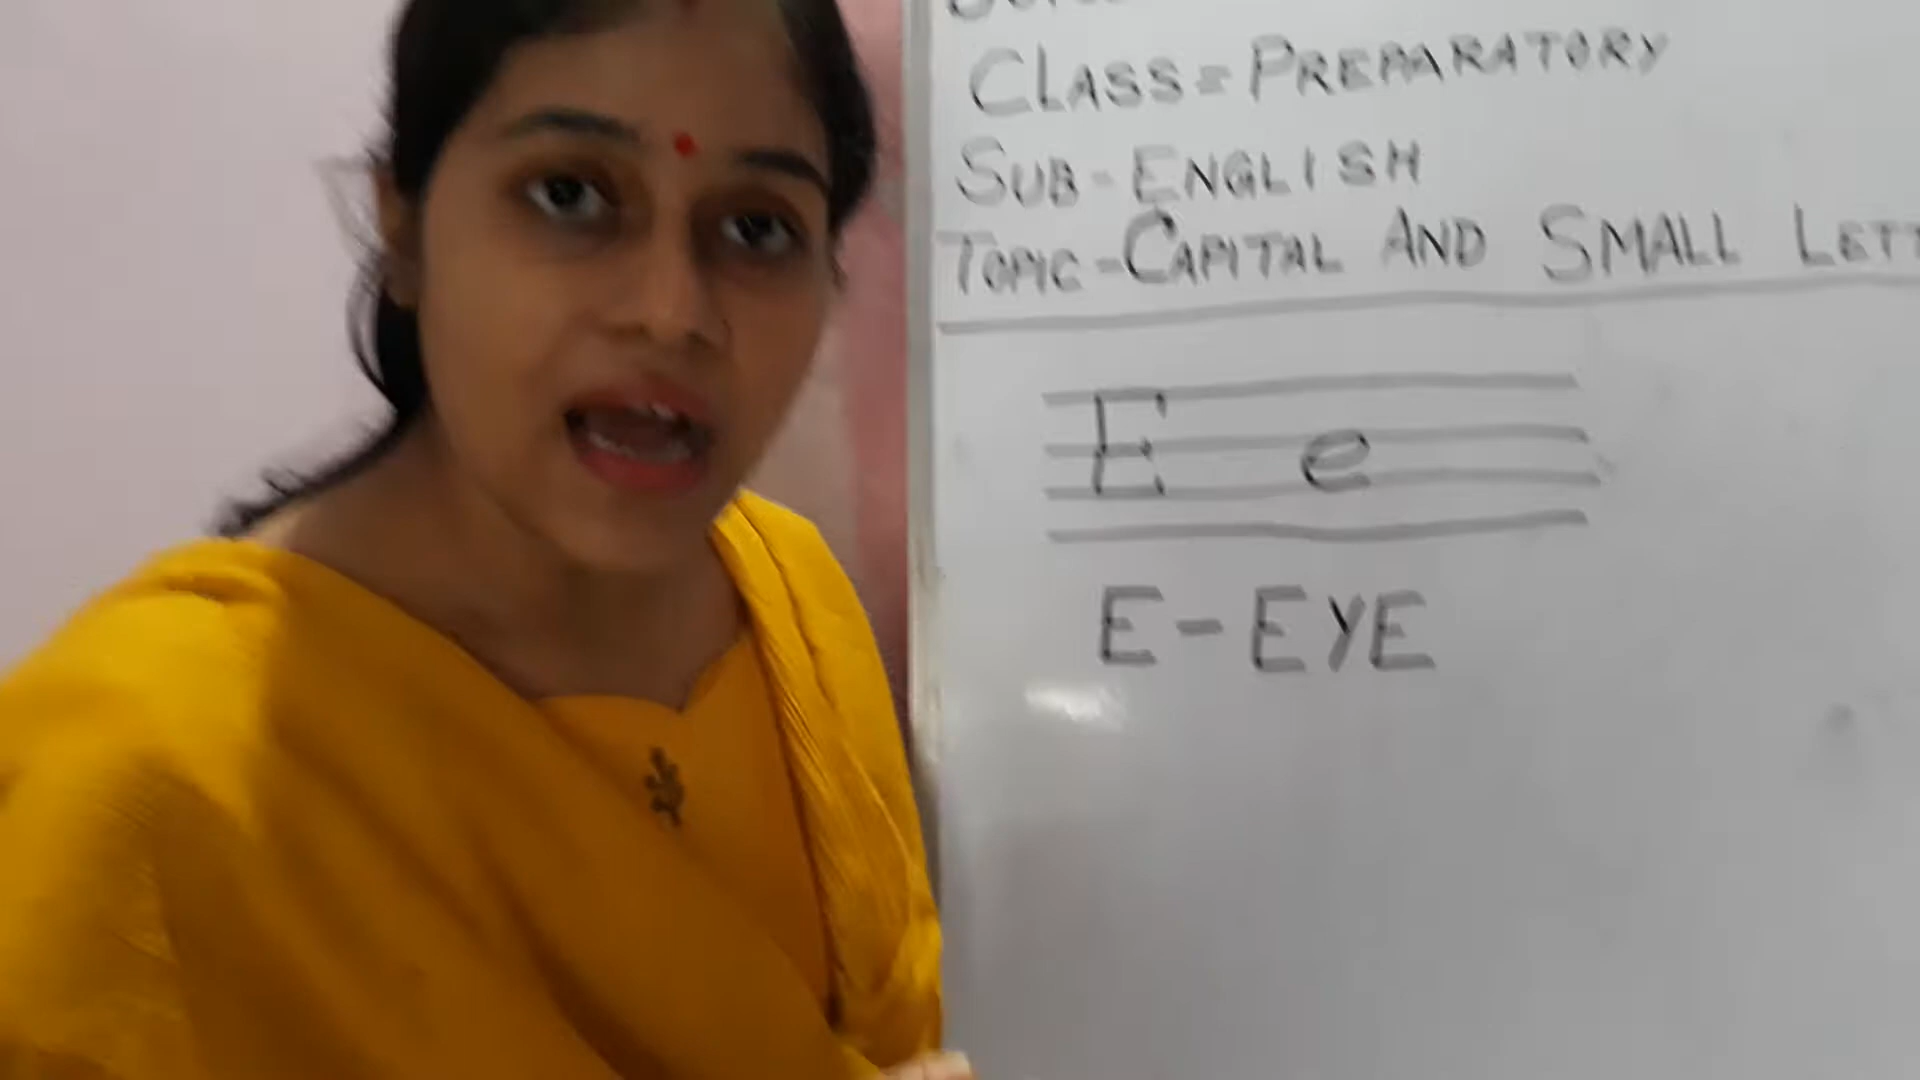 CLASS = PREPARATORY
SUB - ENGLISH
TOPIC - CAPITAL AND SMALL
E e
E - EYE